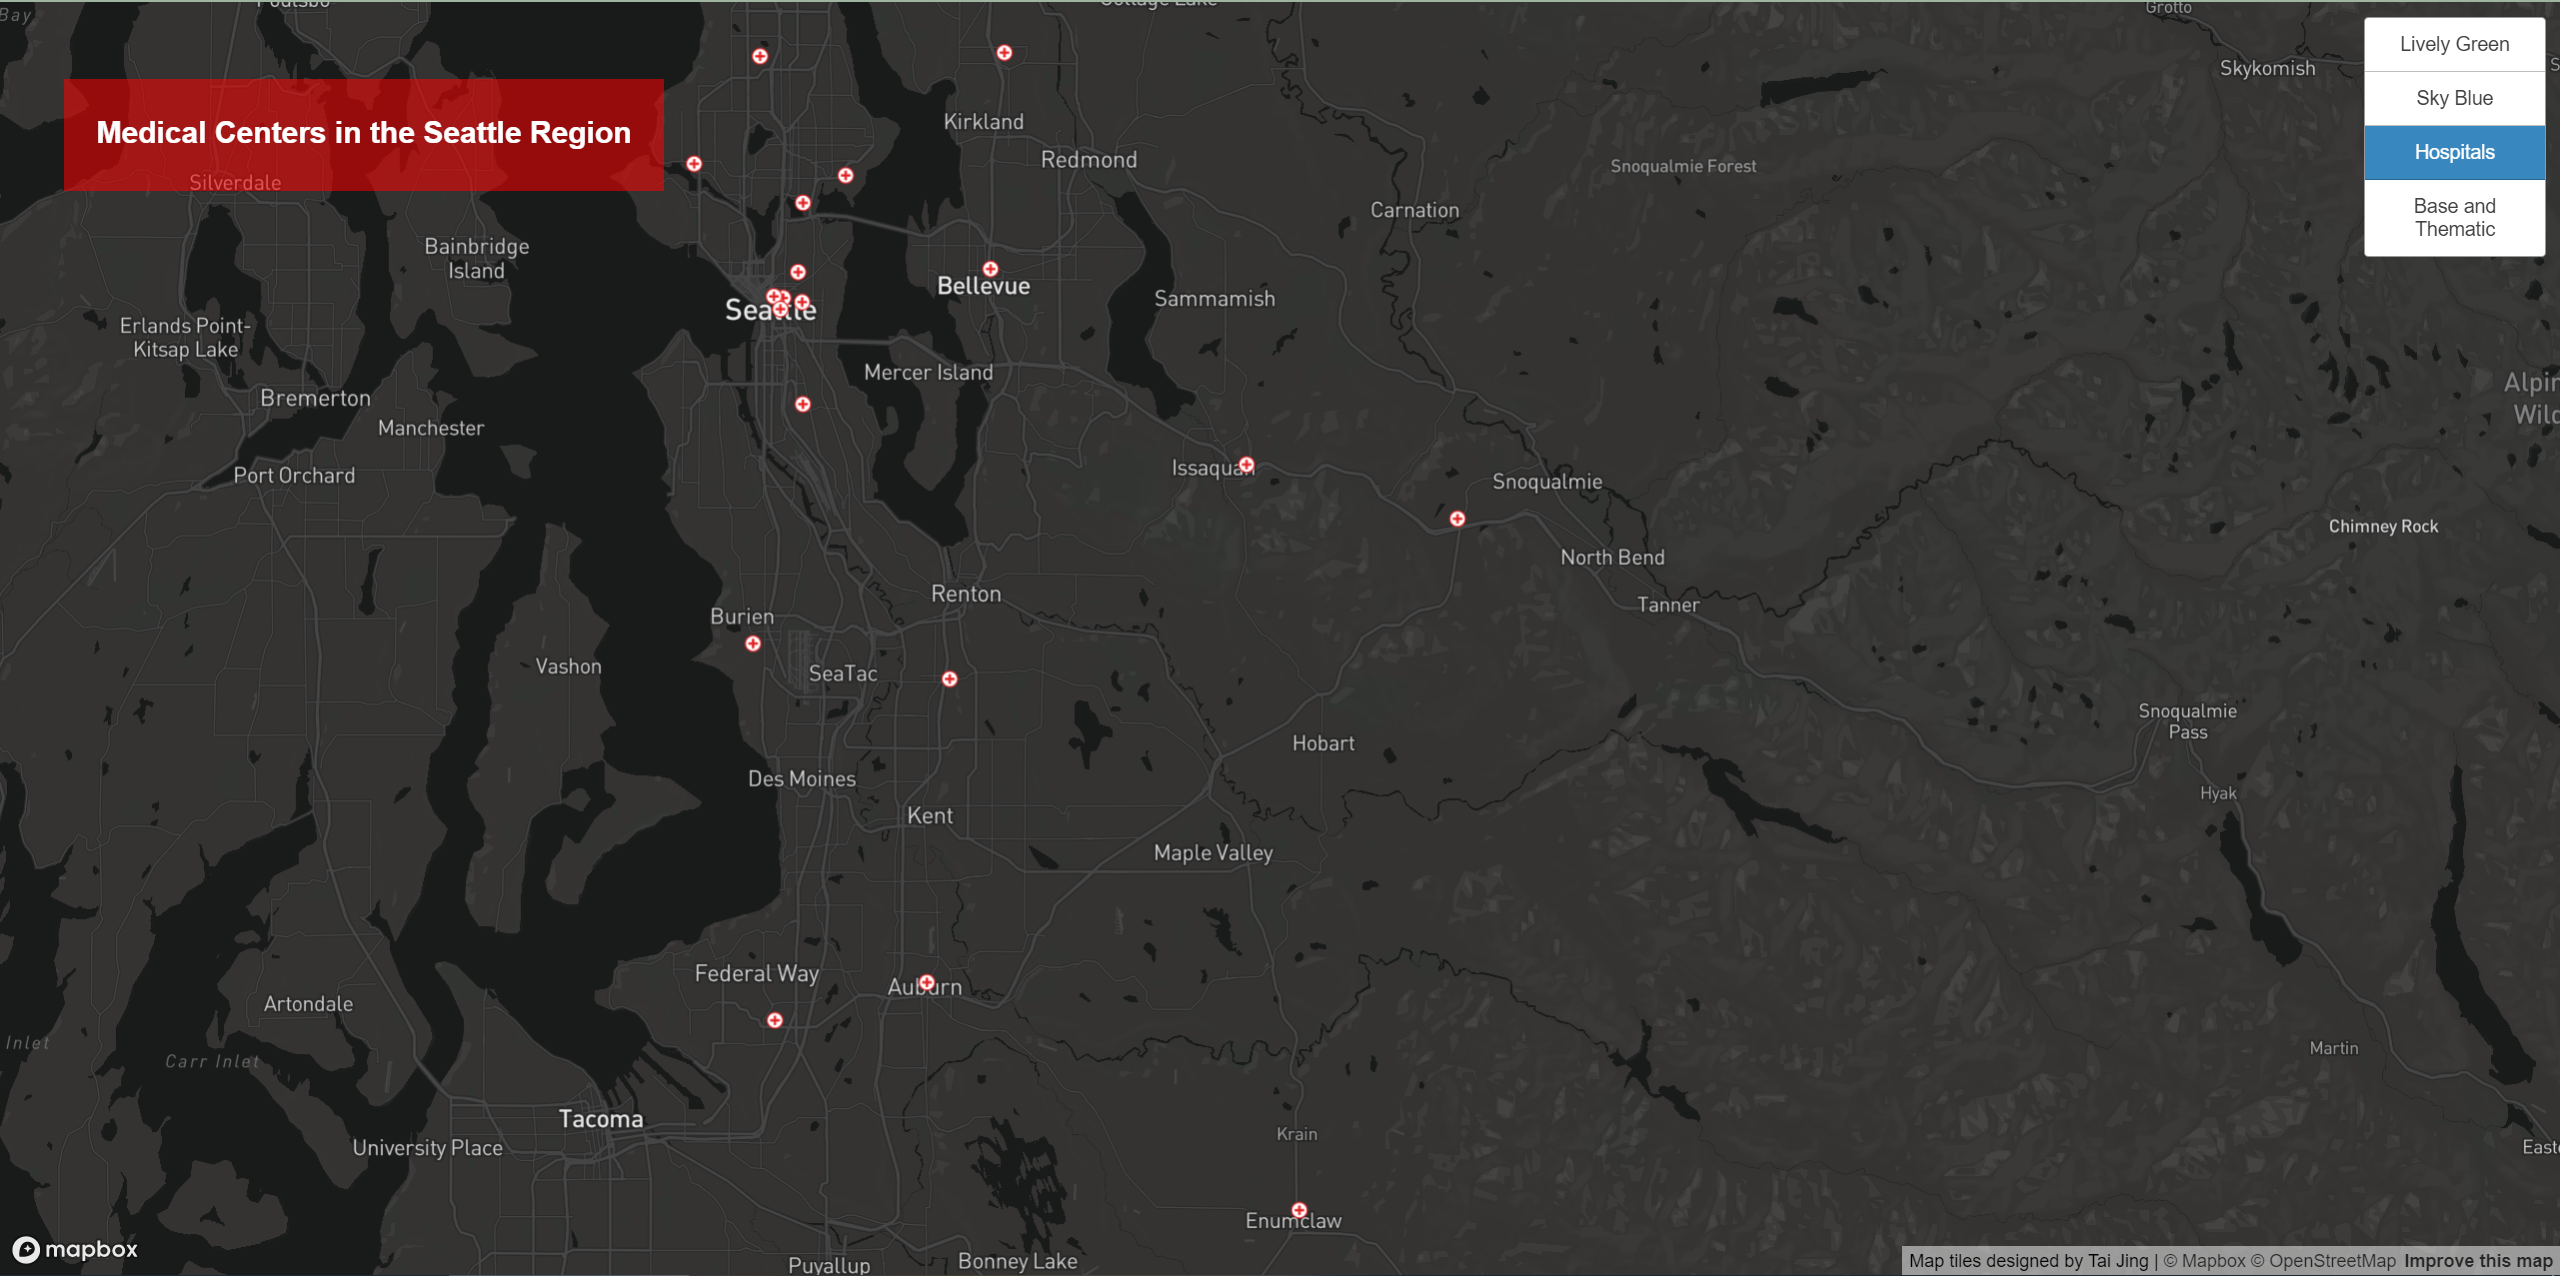 Bay
Grotto
Lively Green
Skykomish
Sky Blue
Kirkland
Medical Centers in the Seattle Region
Hospitals
Redmond
Snoqualmie Forest
Silverdale
Carnation
Base and
Thematic
Bainbridge
Island
Bellevue
Sammamish
Seattle
Erlands Point-
Kitsap Lake
Mercer Island
Alpin
Wild
Bremerton
Manchester
Issaquah
Port Orchard
Snoqualmie
Chimney Rock
North Bend
Renton
Tanner
Burien
Vashon
SeaTac
Snoqualmie
Pass
Hobart
Des Moines
Hyak
Kent
Maple Valley
Federal Way
Auburn
Artondale
Inlet
Carr Inlet
Martin
Tacoma
Krain
University Place
Easto
Enumclaw
mapbox
Puyallup
Bonney Lake
Map tiles designed by Tai Jing | © Mapbox © OpenStreetMap Improve this map